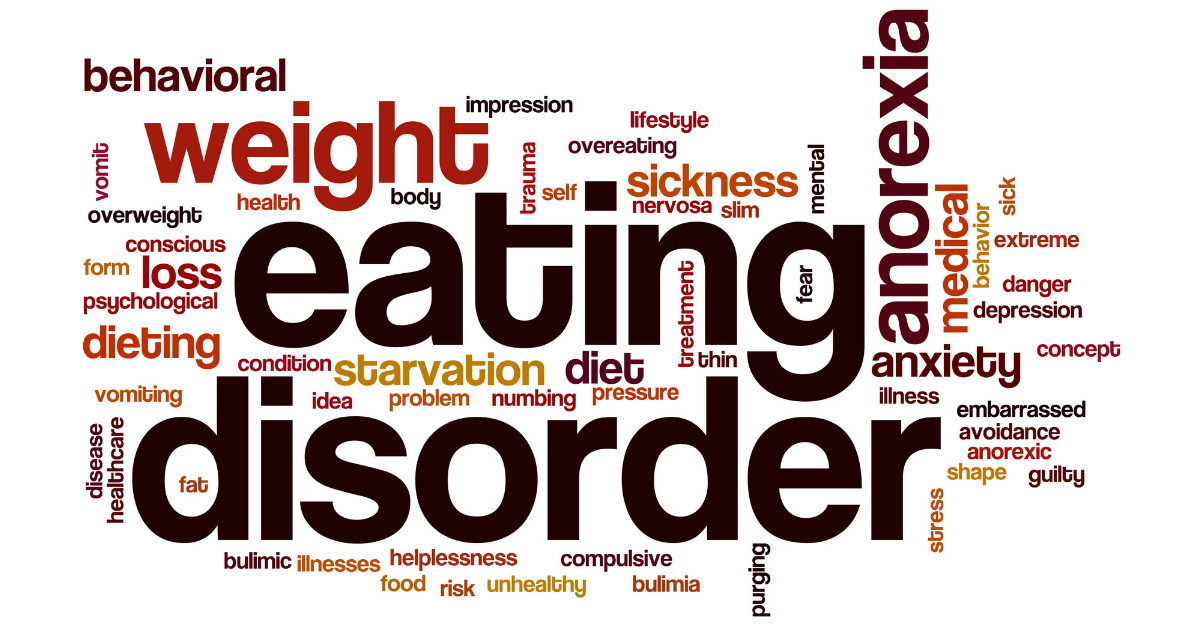 behavioral
weight
impression
lifestyle
overeating
anorexia
vomit
trauma
self
sickness
mental
health
body
nervosa
slim
overweight
medical
behavior
sick
conscious
extreme
form
loss
psychological
eating
treatment
fear
danger
depression
dieting
condition
starvation
diet
thin
anxiety
concept
vomiting
idea
problem
numbing
pressure
illness
embarrassed
avoidance
anorexic
shape
guilty
disease
healthcare
disorder
fat
stress
bulimic
illnesses
helplessness
compulsive
purging
food
risk
unhealthy
bulimia